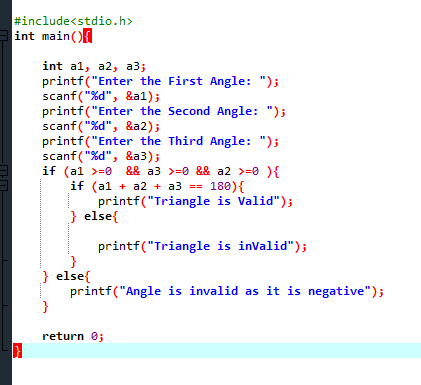 #include<stdio.h>
int main(){
int a1, a2, a3;
printf("Enter the First Angle: ");
scanf("%d", &a1);
printf("Enter the Second Angle: ");
scanf("%d", &a2);
printf("Enter the Third Angle: ");
scanf("%d", &a3);
if (a1 >=0  && a3 >=0 && a2 >=0 ){
if (a1 + a2 + a3 == 180){
printf("Triangle is Valid");
} else{
printf("Triangle is inValid");
}
} else{
printf("Angle is invalid as it is negative");
}
return 0;
}